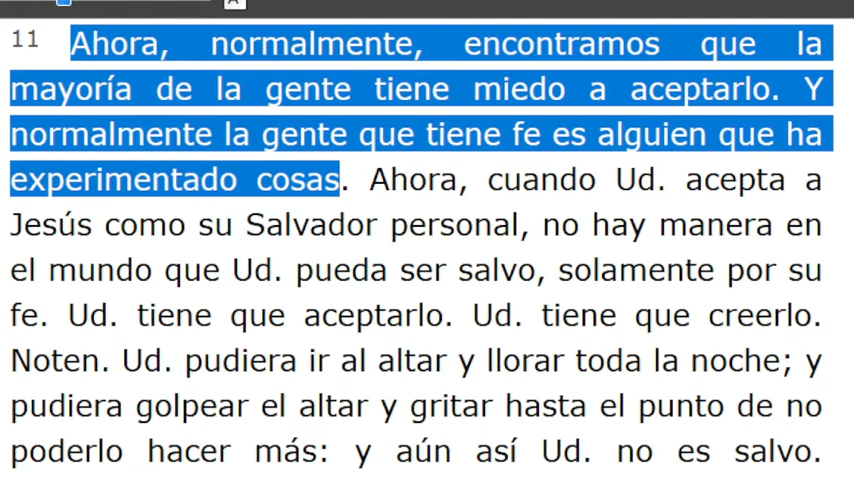 11 Ahora, normalmente, encontramos que la
mayoría de la gente tiene miedo a aceptarlo. Y
normalmente la gente que tiene fe es alguien que ha
experimentado cosas. Ahora, cuando Ud. acepta a
Jesús como su Salvador personal, no hay manera en
el mundo que Ud. pueda ser salvo, solamente por su
fe. Ud. tiene que aceptarlo. Ud. tiene que creerlo.
Noten. Ud. pudiera ir al altar y llorar toda la noche; y
pudiera golpear el altar y gritar hasta el punto de no
poderlo hacer más: y aún así Ud. no es salvo.